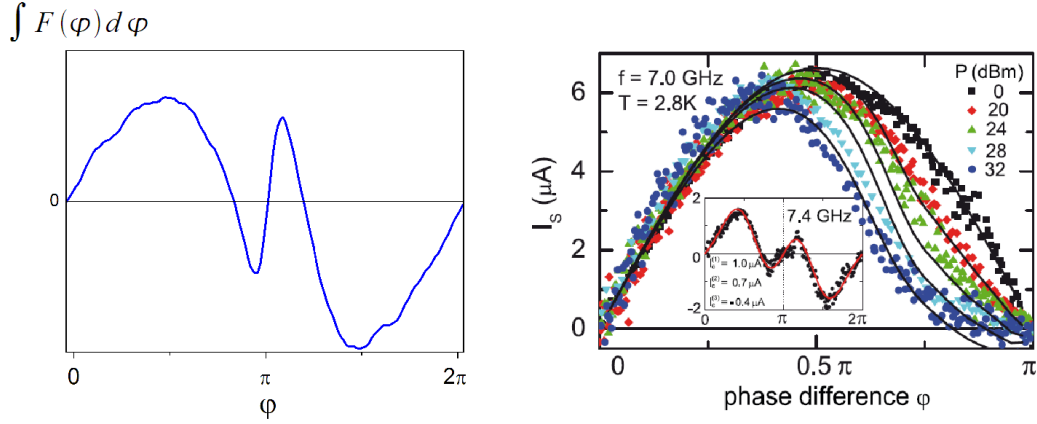 ∫ F(φ) d φ
0
0 π 2π
φ
I_S (μA)
6
4
2
0
f = 7.0 GHz
T = 2.8K
P (dBm)
0
20
24
28
32
2
0
-2
7.4 GHz
I_c^(1) = 1.0 μA
I_c^(2) = 0.7 μA
I_c^(3) = -0.4 μA
0 π 2π
0 0.5 π π
phase difference φ